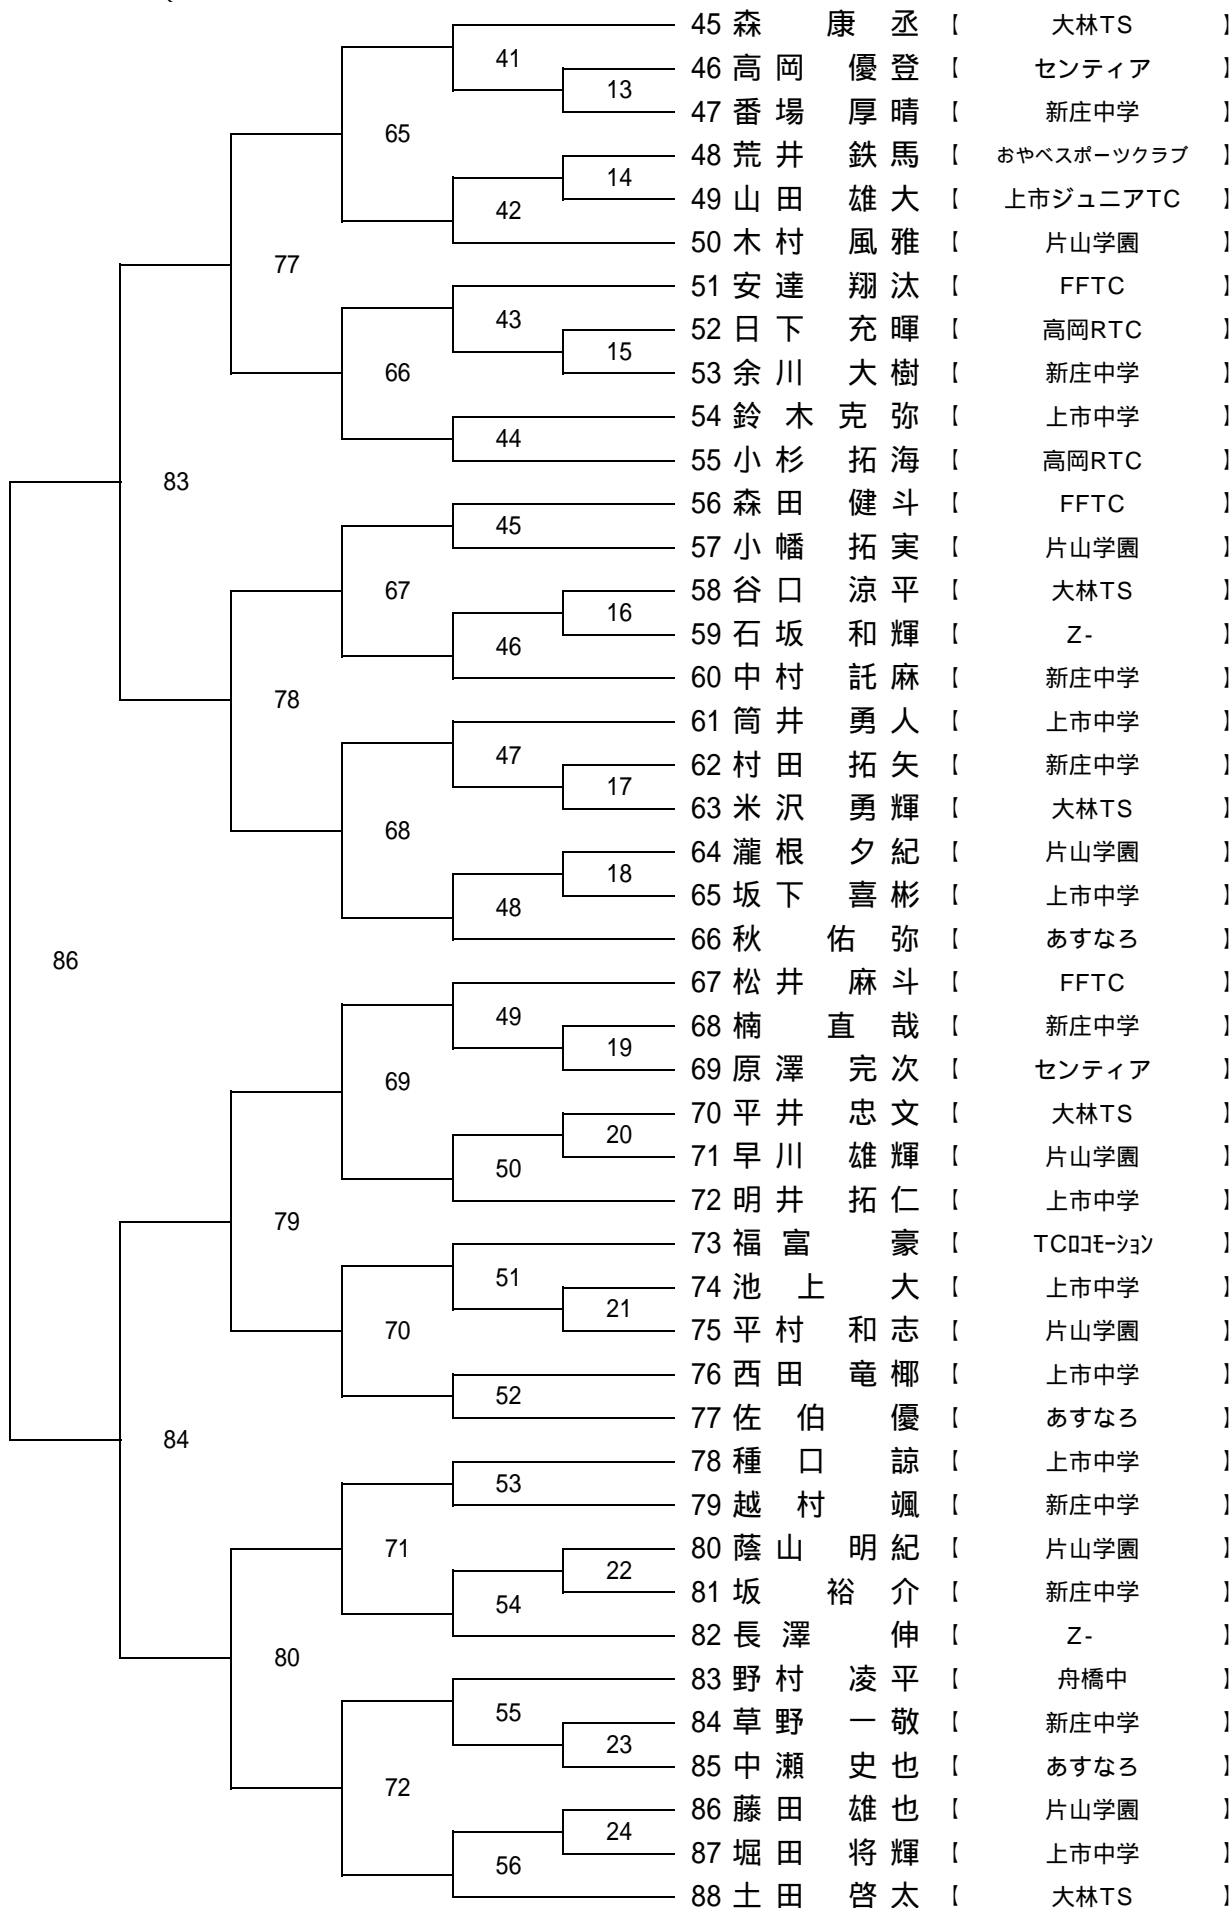 45 森 康 丞 【 大林TS 】
41
46 高 岡 優 登 【 センティア 】
13
47 番 場 厚 晴 【 新庄中学 】
65
48 荒 井 鉄 馬 【 おやべスポーツクラブ 】
14
49 山 田 雄 大 【 上市ジュニアTC 】
42
50 木 村 風 雅 【 片山学園 】
77
51 安 達 翔 汰 【 FFTC 】
43
52 日 下 充 暉 【 高岡RTC 】
15
53 余 川 大 樹 【 新庄中学 】
66
54 鈴 木 克 弥 【 上市中学 】
44
55 小 杉 拓 海 【 高岡RTC 】
83
56 森 田 健 斗 【 FFTC 】
45
57 小 幡 拓 実 【 片山学園 】
67
58 谷 口 涼 平 【 大林TS 】
16
59 石 坂 和 輝 【 Z- 】
46
60 中 村 託 麻 【 新庄中学 】
78
61 筒 井 勇 人 【 上市中学 】
47
62 村 田 拓 矢 【 新庄中学 】
17
63 米 沢 勇 輝 【 大林TS 】
68
64 瀧 根 夕 紀 【 片山学園 】
18
65 坂 下 喜 彬 【 上市中学 】
48
66 秋 佑 弥 【 あすなろ 】
86
67 松 井 麻 斗 【 FFTC 】
49
68 楠 直 哉 【 新庄中学 】
19
69 原 澤 完 次 【 センティア 】
69
70 平 井 忠 文 【 大林TS 】
20
71 早 川 雄 輝 【 片山学園 】
50
72 明 井 拓 仁 【 上市中学 】
79
73 福 富 豪 【 TCﾛｺﾓｰｼｮﾝ 】
51
74 池 上 大 【 上市中学 】
21
75 平 村 和 志 【 片山学園 】
70
76 西 田 竜 椰 【 上市中学 】
52
77 佐 伯 優 【 あすなろ 】
84
78 種 口 諒 【 上市中学 】
53
79 越 村 颯 【 新庄中学 】
71
80 蔭 山 明 紀 【 片山学園 】
22
81 坂 裕 介 【 新庄中学 】
54
82 長 澤 伸 【 Z- 】
80
83 野 村 凌 平 【 舟橋中 】
55
84 草 野 一 敬 【 新庄中学 】
23
85 中 瀬 史 也 【 あすなろ 】
72
86 藤 田 雄 也 【 片山学園 】
24
87 堀 田 将 輝 【 上市中学 】
56
88 土 田 啓 太 【 大林TS 】